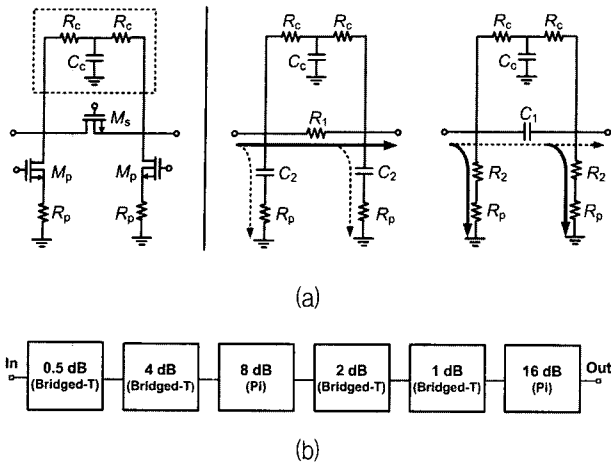 Rc Rc
Cc
Ms
Mp Mp
Rp Rp
Rc Rc
Cc
R1
C2 C2
Rp Rp
Rc Rc
Cc
C1
R2 R2
Rp Rp
(a)
In
0.5 dB
(Bridged-T)
4 dB
(Bridged-T)
8 dB
(Pi)
2 dB
(Bridged-T)
1 dB
(Bridged-T)
16 dB
(Pi)
Out
(b)